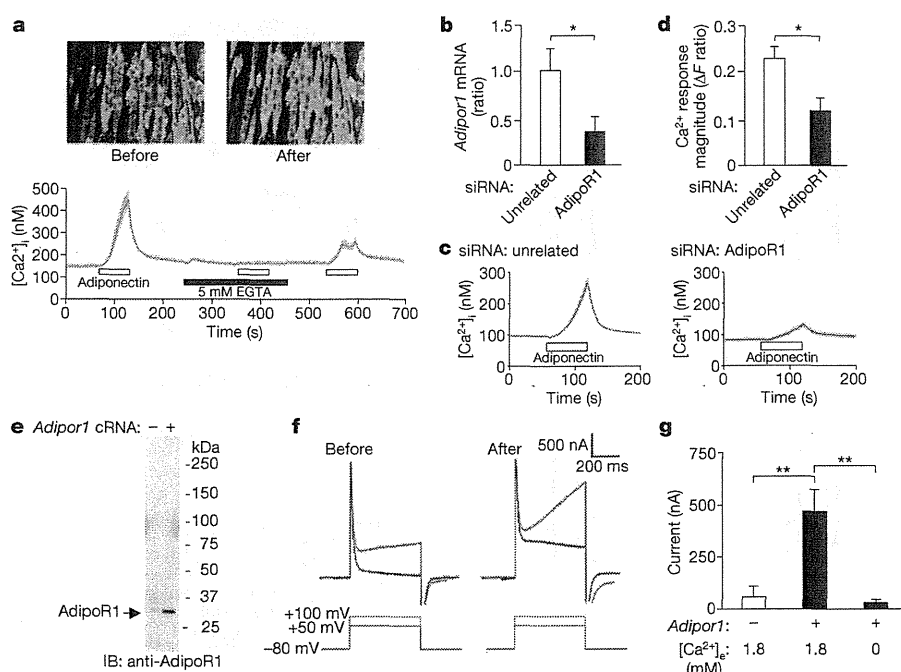 a
Before
After
[Ca2+]i (nM)
500
400
300
200
100
0
Adiponectin
5 mM EGTA
0 100 200 300 400 500 600 700
Time (s)
b
Adipor1 mRNA
(ratio)
1.5
1.0
0.5
0
*
siRNA:
Unrelated
AdipoR1
d
Ca2+ response
magnitude (ΔF ratio)
0.3
0.2
0.1
0
*
siRNA:
Unrelated
AdipoR1
c
siRNA: unrelated
[Ca2+]i (nM)
300
200
100
0
Adiponectin
0 100 200
Time (s)
siRNA: AdipoR1
[Ca2+]i (nM)
300
200
100
0
Adiponectin
0 100 200
Time (s)
e
Adipor1 cRNA: − +
kDa
-250
-150
-100
-75
-50
-37
-25
AdipoR1
IB: anti-AdipoR1
f
Before
After
500 nA
200 ms
+100 mV
+50 mV
−80 mV
g
Current (nA)
750
500
250
0
**
**
Adipor1: − + +
[Ca2+]e 1.8 1.8 0
(mM)